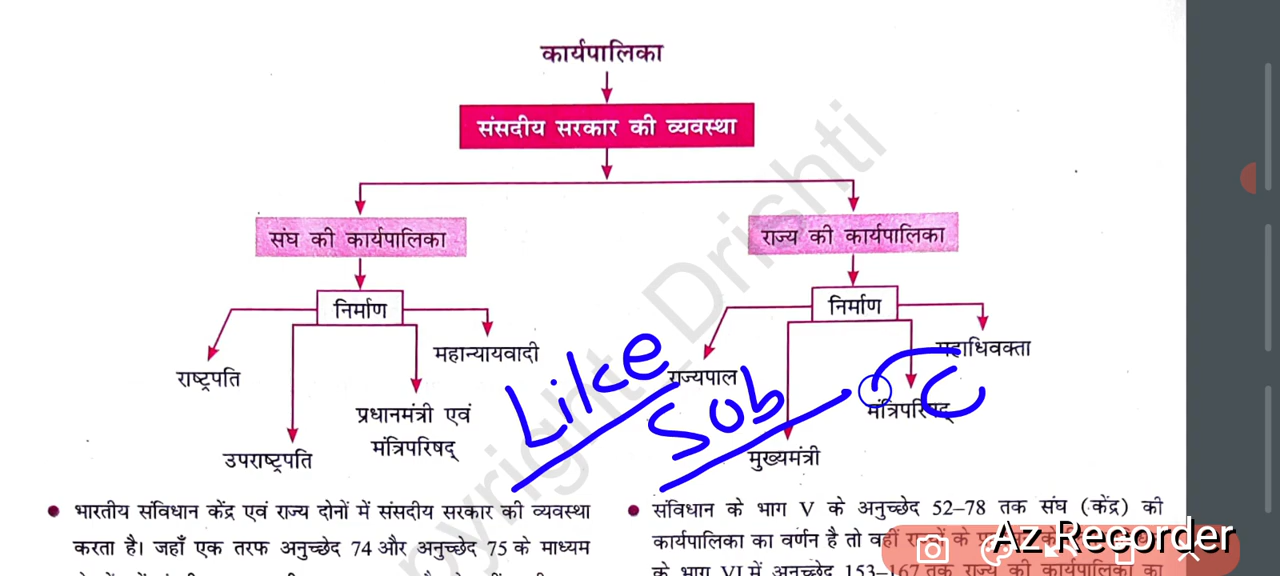 कार्यपालिका
संसदीय सरकार की व्यवस्था
संघ की कार्यपालिका
राज्य की कार्यपालिका
निर्माण
निर्माण
राष्ट्रपति
उपराष्ट्रपति
प्रधानमंत्री एवं
मंत्रिपरिषद्
महान्यायवादी
राज्यपाल
मुख्यमंत्री
मंत्रिपरिषद्
महाधिवक्ता
Like
Sub
C
भारतीय संविधान केंद्र एवं राज्य दोनों में संसदीय सरकार की व्यवस्था
करता है। जहाँ एक तरफ अनुच्छेद 74 और अनुच्छेद 75 के माध्यम
संविधान के भाग V के अनुच्छेद 52–78 तक संघ (केंद्र) की
कार्यपालिका का वर्णन है तो वहीं
के भाग VI में अनुच्छेद 153–167 तक राज्य की कार्यपालिका का
pyright_Drishti
Az Recorder